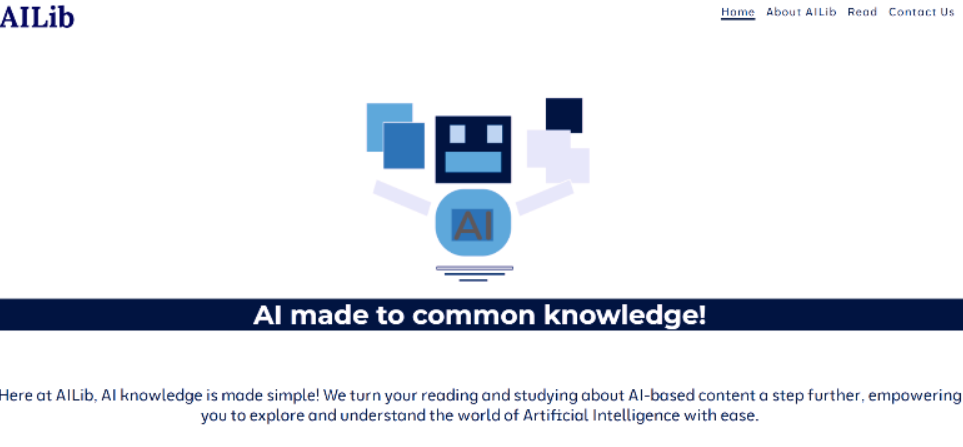 AILib
Home About AILib Read Contact Us
AI
AI made to common knowledge!
Here at AILib, AI knowledge is made simple! We turn your reading and studying about AI-based content a step further, empowering
you to explore and understand the world of Artificial Intelligence with ease.